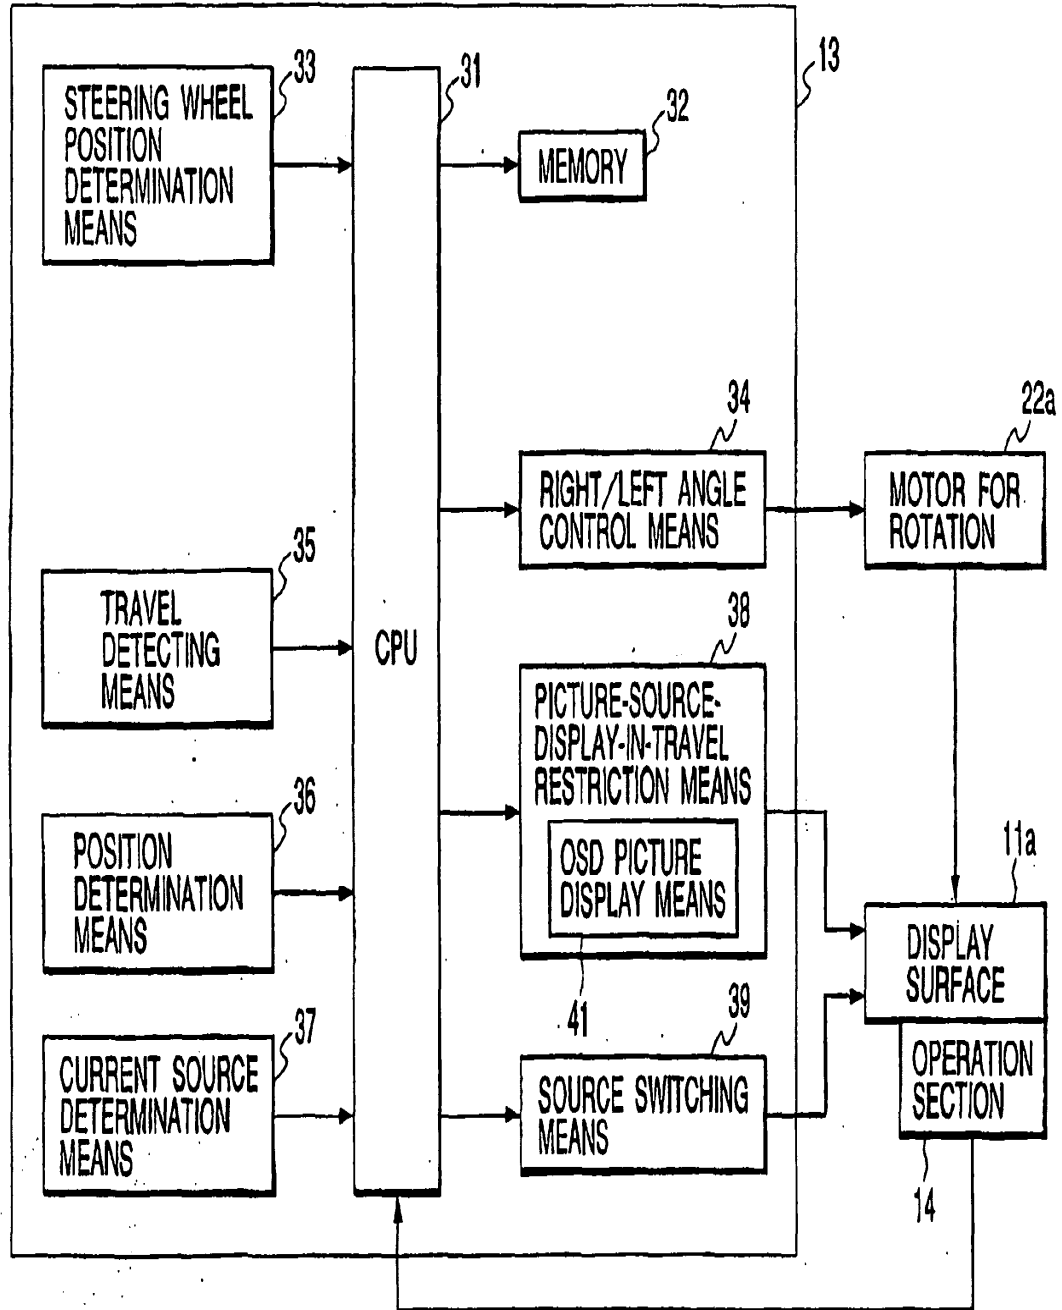 13
33
STEERING WHEEL
POSITION
DETERMINATION
MEANS
31
CPU
32
MEMORY
34
RIGHT/LEFT ANGLE
CONTROL MEANS
22a
MOTOR FOR
ROTATION
35
TRAVEL
DETECTING
MEANS
38
PICTURE-SOURCE-
DISPLAY-IN-TRAVEL
RESTRICTION MEANS
OSD PICTURE
DISPLAY MEANS
41
36
POSITION
DETERMINATION
MEANS
11a
DISPLAY
SURFACE
37
CURRENT SOURCE
DETERMINATION
MEANS
39
SOURCE SWITCHING
MEANS
OPERATION
SECTION
14